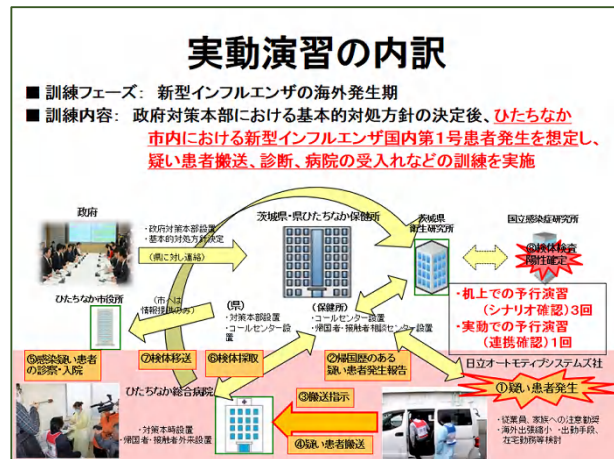 実動演習の内訳
■ 訓練フェーズ： 新型インフルエンザの海外発生期
■ 訓練内容： 政府対策本部における基本的対処方針の決定後、ひたちなか
市内における新型インフルエンザ国内第1号患者発生を想定し、
疑い患者搬送、診断、病院の受入れなどの訓練を実施
政府
・政府対策本部設置
・基本的対処方針決定
（県に対し連絡）
茨城県・県ひたちなか保健所
茨城県
衛生研究所
国立感染症研究所
⑧検体検査
陽性確定
ひたちなか市役所
（市へは
情報提供のみ）
（県）
・対策本部設置
・コールセンター設
置
（保健所）
・コールセンター設置
・帰国者・接触者相談センター設
置
・机上での予行演習
（シナリオ確認）3回
・実動での予行演習
（連携確認）1回
⑤感染疑い患者
の診察・入院
⑦検体移送
⑥検体採取
②帰国歴のある
疑い患者発生報告
日立オートモティブシステムズ社
①疑い患者発生
ひたちなか総合病院
③搬送指示
④疑い患者搬送
・対策本時設置
・帰国者・接触者外来設置
・従業員、家族への注意勧奨
・海外出張縮小 ・出勤手段、
在宅勤務等検討